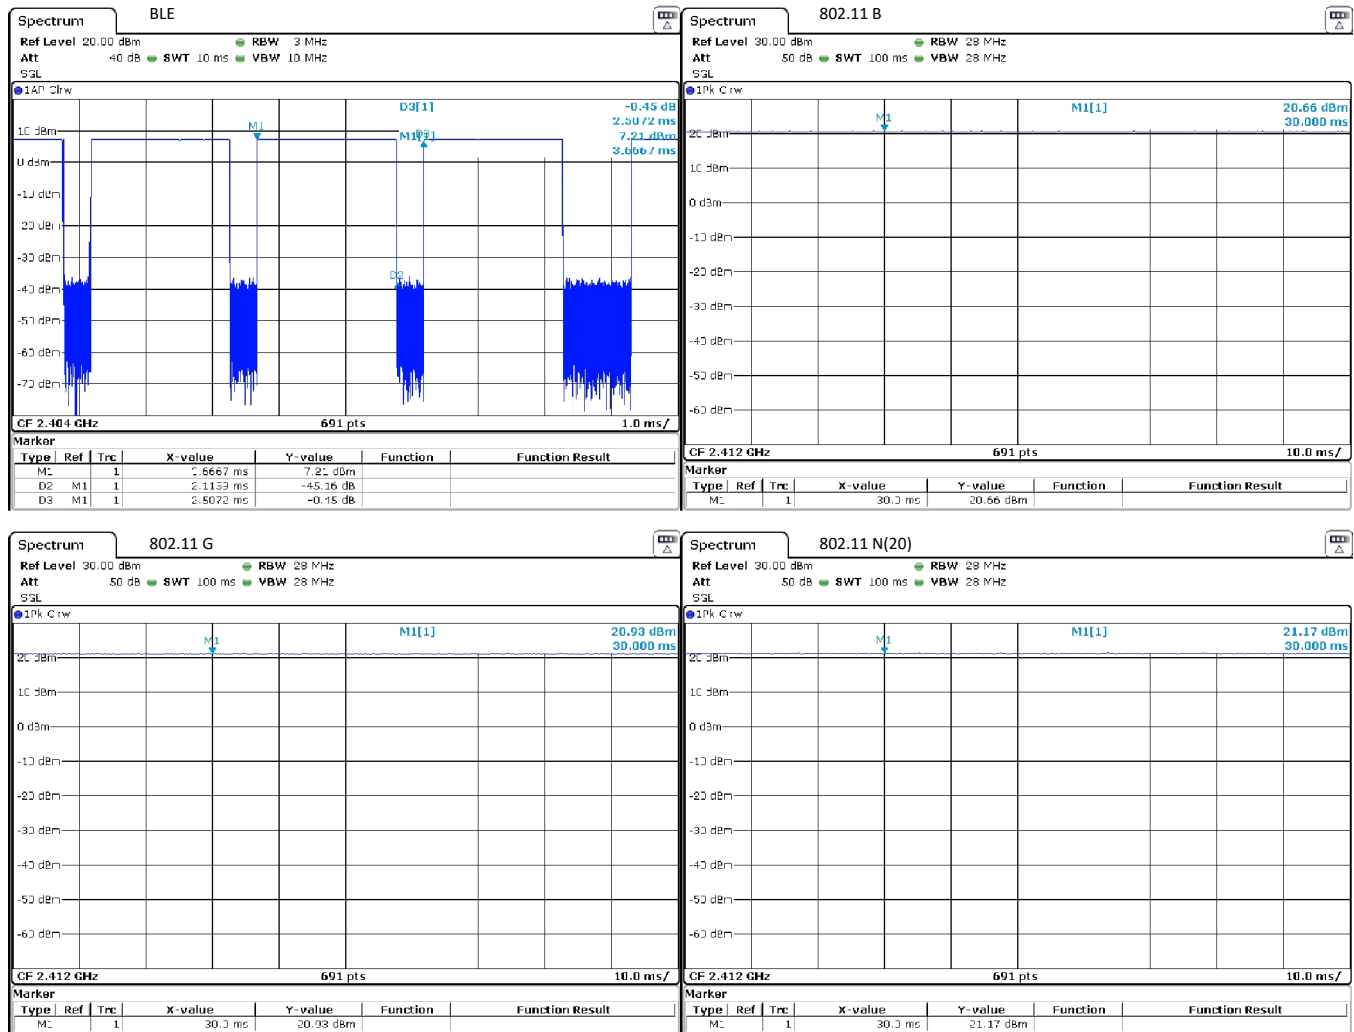 Spectrum BLE
Ref Level 20.00 dBm RBW 3 MHz
Att 40 dB SWT 10 ms VBW 10 MHz
SGL
1AP Clrw
D3[1] -0.45 dB
2.5072 ms
M1[1] 7.21 dBm
3.6667 ms
M1
D2
10 dBm
0 dBm
-10 dBm
-20 dBm
-30 dBm
-40 dBm
-50 dBm
-60 dBm
-70 dBm
CF 2.404 GHz 691 pts 1.0 ms/
Marker
Type Ref Trc X-value Y-value Function Function Result
M1 1 3.6667 ms 7.21 dBm
D2 M1 1 2.1159 ms -45.16 dB
D3 M1 1 2.5072 ms -0.45 dB
Spectrum 802.11 B
Ref Level 30.00 dBm RBW 28 MHz
Att 50 dB SWT 100 ms VBW 28 MHz
SGL
1Pk Clrw
M1[1] 20.66 dBm
30.000 ms
M1
20 dBm
10 dBm
0 dBm
-10 dBm
-20 dBm
-30 dBm
-40 dBm
-50 dBm
-60 dBm
CF 2.412 GHz 691 pts 10.0 ms/
Marker
Type Ref Trc X-value Y-value Function Function Result
M1 1 30.0 ms 20.66 dBm
Spectrum 802.11 G
Ref Level 30.00 dBm RBW 28 MHz
Att 50 dB SWT 100 ms VBW 28 MHz
SGL
1Pk Clrw
M1[1] 20.93 dBm
30.000 ms
M1
20 dBm
10 dBm
0 dBm
-10 dBm
-20 dBm
-30 dBm
-40 dBm
-50 dBm
-60 dBm
CF 2.412 GHz 691 pts 10.0 ms/
Marker
Type Ref Trc X-value Y-value Function Function Result
M1 1 30.0 ms 20.93 dBm
Spectrum 802.11 N(20)
Ref Level 30.00 dBm RBW 28 MHz
Att 50 dB SWT 100 ms VBW 28 MHz
SGL
1Pk Clrw
M1[1] 21.17 dBm
30.000 ms
M1
20 dBm
10 dBm
0 dBm
-10 dBm
-20 dBm
-30 dBm
-40 dBm
-50 dBm
-60 dBm
CF 2.412 GHz 691 pts 10.0 ms/
Marker
Type Ref Trc X-value Y-value Function Function Result
M1 1 30.0 ms 21.17 dBm